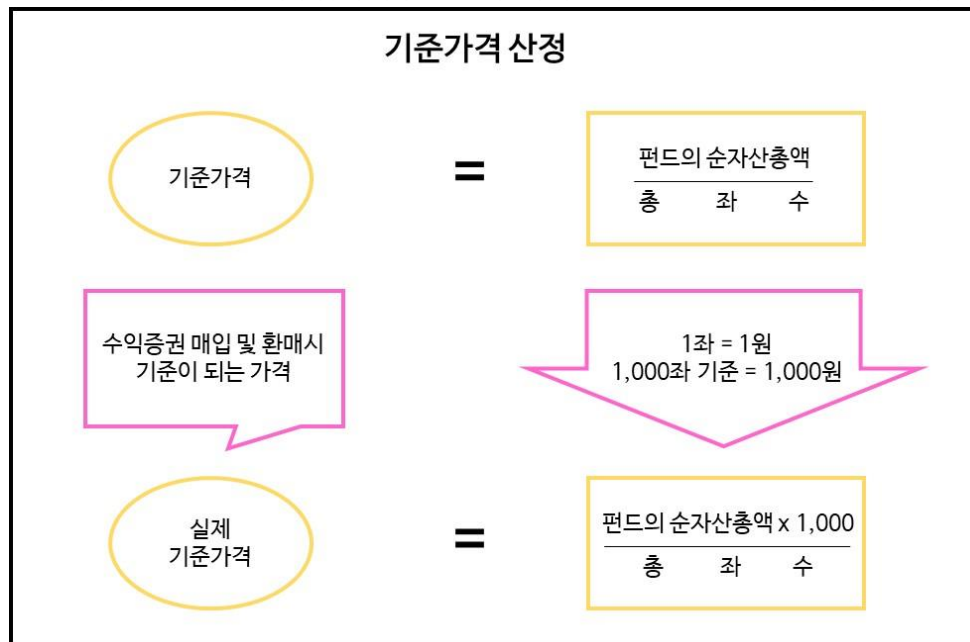 기준가격 산정
기준가격
=
펀드의 순자산총액
총 좌 수
수익증권 매입 및 환매시
기준이 되는 가격
1좌 = 1원
1,000좌 기준 = 1,000원
실제
기준가격
=
펀드의 순자산총액 x 1,000
총 좌 수